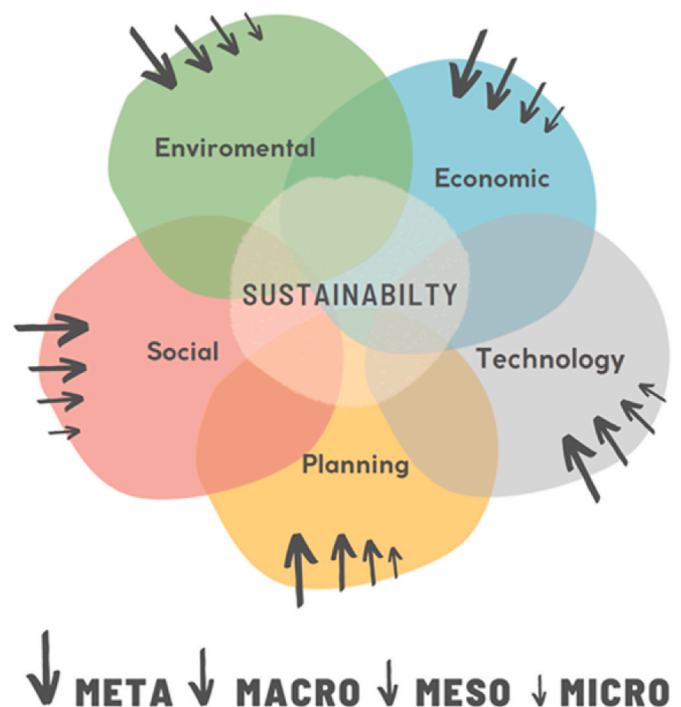 Enviromental
Economic
SUSTAINABILTY
Social
Technology
Planning
META MACRO MESO MICRO